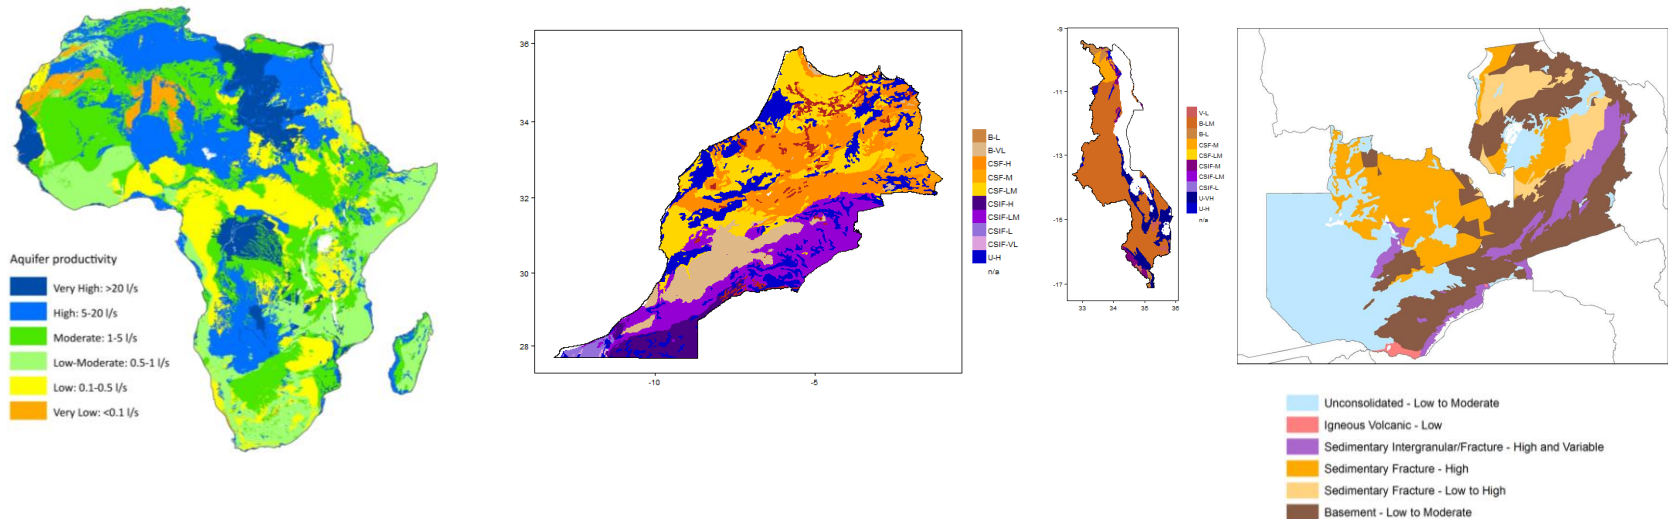 Aquifer productivity
Very High: >20 l/s
High: 5-20 l/s
Moderate: 1-5 l/s
Low-Moderate: 0.5-1 l/s
Low: 0.1-0.5 l/s
Very Low: <0.1 l/s
36
34
32
30
28
-10
-5
B-L
B-VL
CSF-H
CSF-M
CSF-LM
CSIF-H
CSIF-LM
CSIF-L
CSIF-VL
U-H
n/a
-9
-11
-13
-15
-17
33
34
35
36
V-L
B-LM
B-L
CSF-M
CSF-LM
CSIF-M
CSIF-LM
CSIF-L
U-VH
U-H
n/a
Unconsolidated - Low to Moderate
Igneous Volcanic - Low
Sedimentary Intergranular/Fracture - High and Variable
Sedimentary Fracture - High
Sedimentary Fracture - Low to High
Basement - Low to Moderate